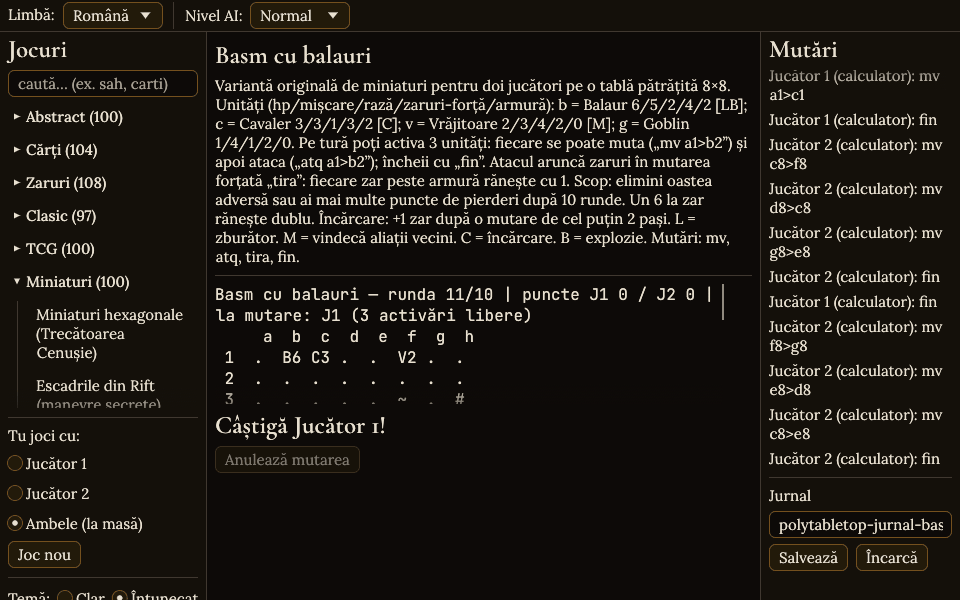 Limbă: Română ▼ Nivel AI: Normal ▼
Jocuri
caută… (ex. sah, carti)
▸ Abstract (100)
▸ Cărți (104)
▸ Zaruri (108)
▸ Clasic (97)
▸ TCG (100)
▾ Miniaturi (100)
Miniaturi hexagonale
(Trecătoarea
Cenușie)
Escadrile din Rift
(manevre secrete)
Tu joci cu:
Jucător 1
Jucător 2
Ambele (la masă)
Joc nou
Temă: Clar Întunecat
Basm cu balauri
Variantă originală de miniaturi pentru doi jucători pe o tablă pătrățită 8×8.
Unități (hp/mișcare/rază/zaruri-forță/armură): b = Balaur 6/5/2/4/2 [LB];
c = Cavaler 3/3/1/3/2 [C]; v = Vrăjitoare 2/3/4/2/0 [M]; g = Goblin
1/4/1/2/0. Pe tură poți activa 3 unități: fiecare se poate muta („mv a1>b2”) și
apoi ataca („atq a1>b2”); încheii cu „fin”. Atacul aruncă zaruri în mutarea
forțată „tira”: fiecare zar peste armură rănește cu 1. Scop: elimini oastea
adversă sau ai mai multe puncte de pierderi după 10 runde. Un 6 la zar
rănește dublu. Încărcare: +1 zar după o mutare de cel puțin 2 pași. L =
zburător. M = vindecă aliații vecini. C = încărcare. B = explozie. Mutări: mv,
atq, tira, fin.
Basm cu balauri — runda 11/10 | puncte J1 0 / J2 0 |
la mutare: J1 (3 activări libere)
a b c d e f g h
1 . B6 C3 . . V2 . .
2 . . . . . . . .
3 . . . . . ~ . #
Câștigă Jucător 1!
Anulează mutarea
Mutări
Jucător 1 (calculator): mv
a1>c1
Jucător 1 (calculator): fin
Jucător 2 (calculator): mv
c8>f8
Jucător 2 (calculator): mv
d8>c8
Jucător 2 (calculator): mv
g8>e8
Jucător 2 (calculator): fin
Jucător 1 (calculator): fin
Jucător 2 (calculator): mv
f8>g8
Jucător 2 (calculator): mv
e8>d8
Jucător 2 (calculator): mv
c8>e8
Jucător 2 (calculator): fin
Jurnal
polytabletop-jurnal-bas
Salvează Încarcă